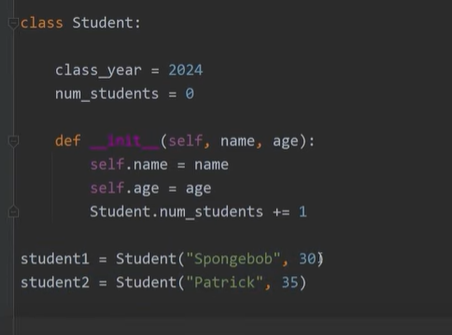 class Student:
class_year = 2024
num_students = 0
def __init__(self, name, age):
self.name = name
self.age = age
Student.num_students += 1
student1 = Student("Spongebob", 30)
student2 = Student("Patrick", 35)